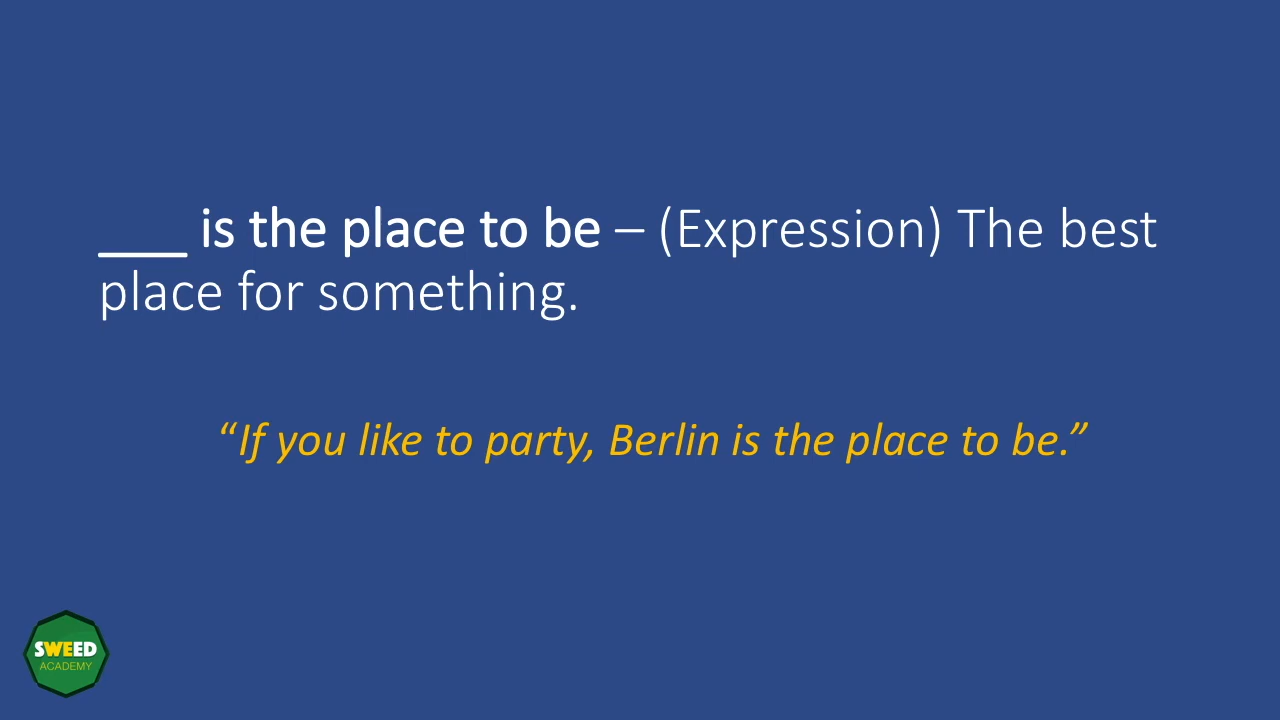 ___ is the place to be – (Expression) The best
place for something.
“If you like to party, Berlin is the place to be.”
SWEED
ACADEMY